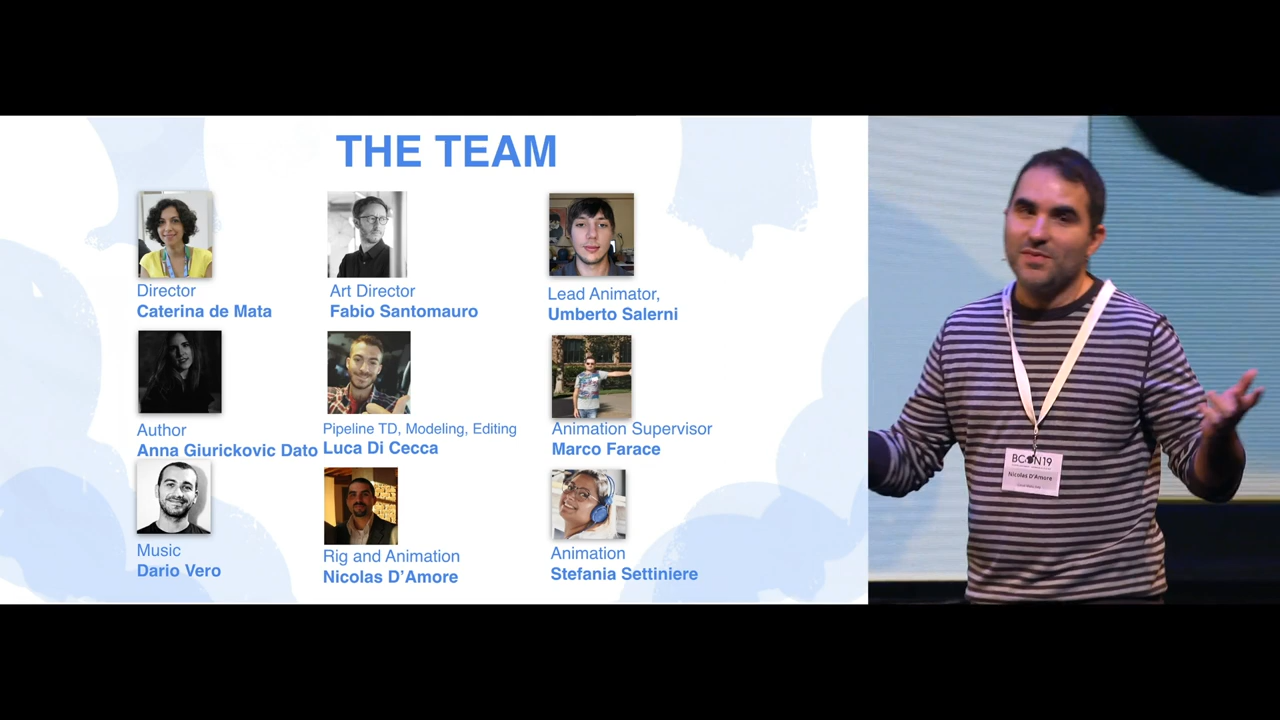 THE TEAM
Director
Caterina de Mata
Art Director
Fabio Santomauro
Lead Animator,
Umberto Salerni
Author
Anna Giurickovic Dato
Pipeline TD, Modeling, Editing
Luca Di Cecca
Animation Supervisor
Marco Farace
Music
Dario Vero
Rig and Animation
Nicolas D’Amore
Animation
Stefania Settiniere
BCON19
Nicolas D'Amore